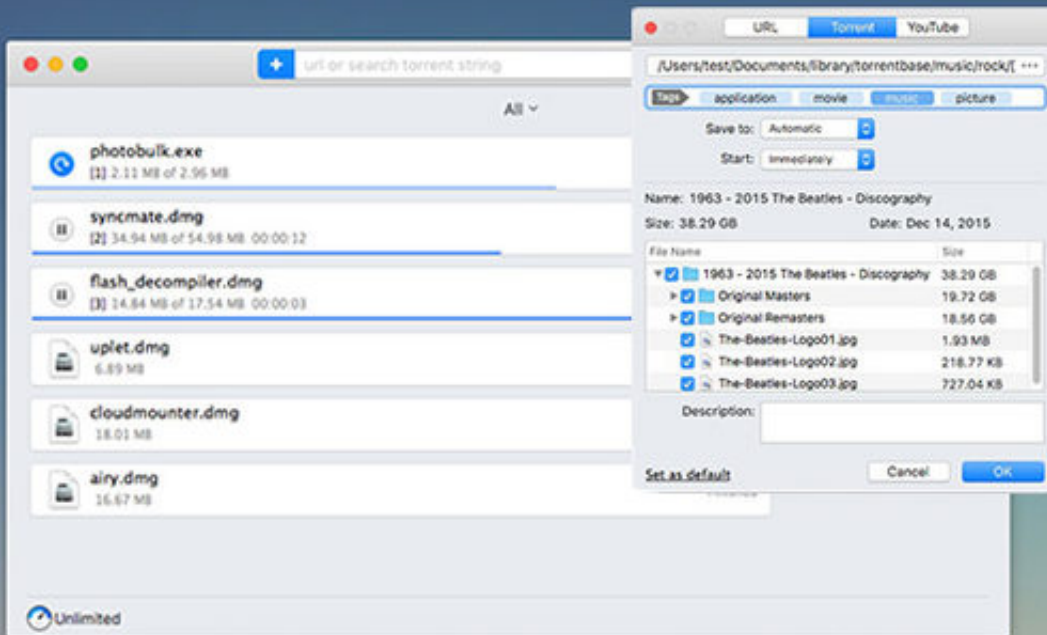 url or search torrent string
All
photobulk.exe
[1] 2.11 MB of 2.96 MB
syncmate.dmg
[2] 34.94 MB of 54.98 MB 00:00:12
flash_decompiler.dmg
[3] 14.84 MB of 17.54 MB 00:00:03
uplet.dmg
6.89 MB
cloudmounter.dmg
18.01 MB
airy.dmg
16.67 MB
Unlimited
URL Torrent YouTube
/Users/test/Documents/library/torrentbase/music/rock/[ ···
Tags application movie music picture
Save to: Automatic
Start: Immediately
Name: 1963 - 2015 The Beatles - Discography
Size: 38.29 GB Date: Dec 14, 2015
File Name Size
1963 - 2015 The Beatles - Discography 38.29 GB
Original Masters 19.72 GB
Original Remasters 18.56 GB
The-Beatles-Logo01.jpg 1.93 MB
The-Beatles-Logo02.jpg 218.77 KB
The-Beatles-Logo03.jpg 727.04 KB
Description:
Set as default Cancel OK